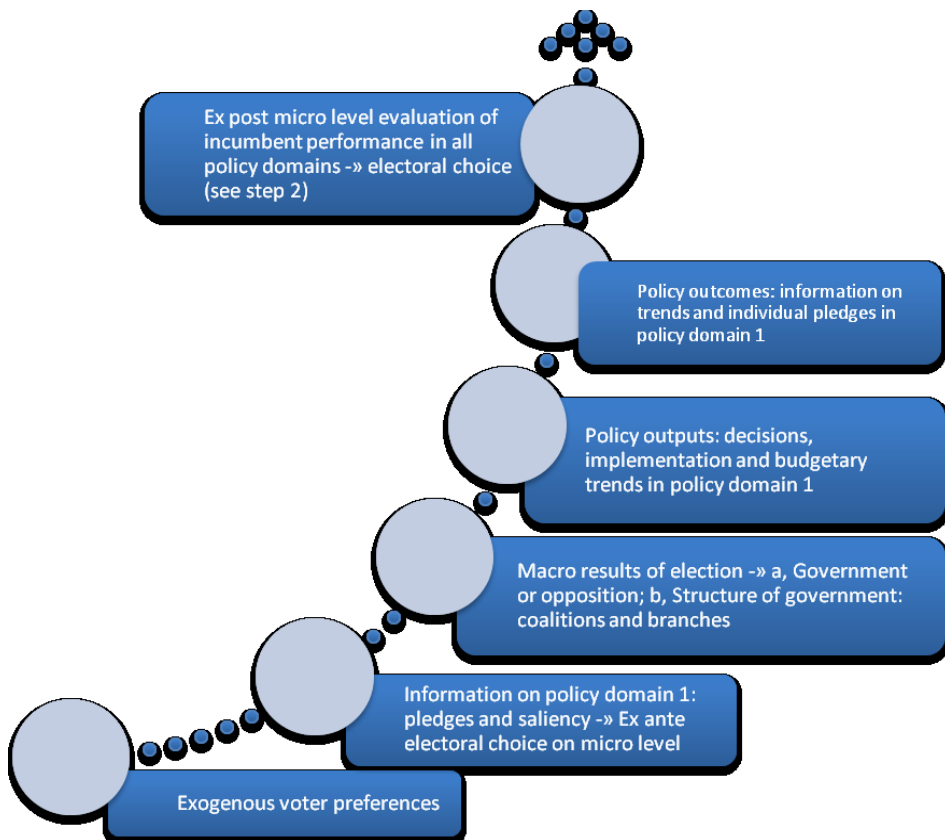 Ex post micro level evaluation of
incumbent performance in all
policy domains -» electoral choice
(see step 2)
Policy outcomes: information on
trends and individual pledges in
policy domain 1
Policy outputs: decisions,
implementation and budgetary
trends in policy domain 1
Macro results of election -» a, Government
or opposition; b, Structure of government:
coalitions and branches
Information on policy domain 1:
pledges and saliency -» Ex ante
electoral choice on micro level
Exogenous voter preferences